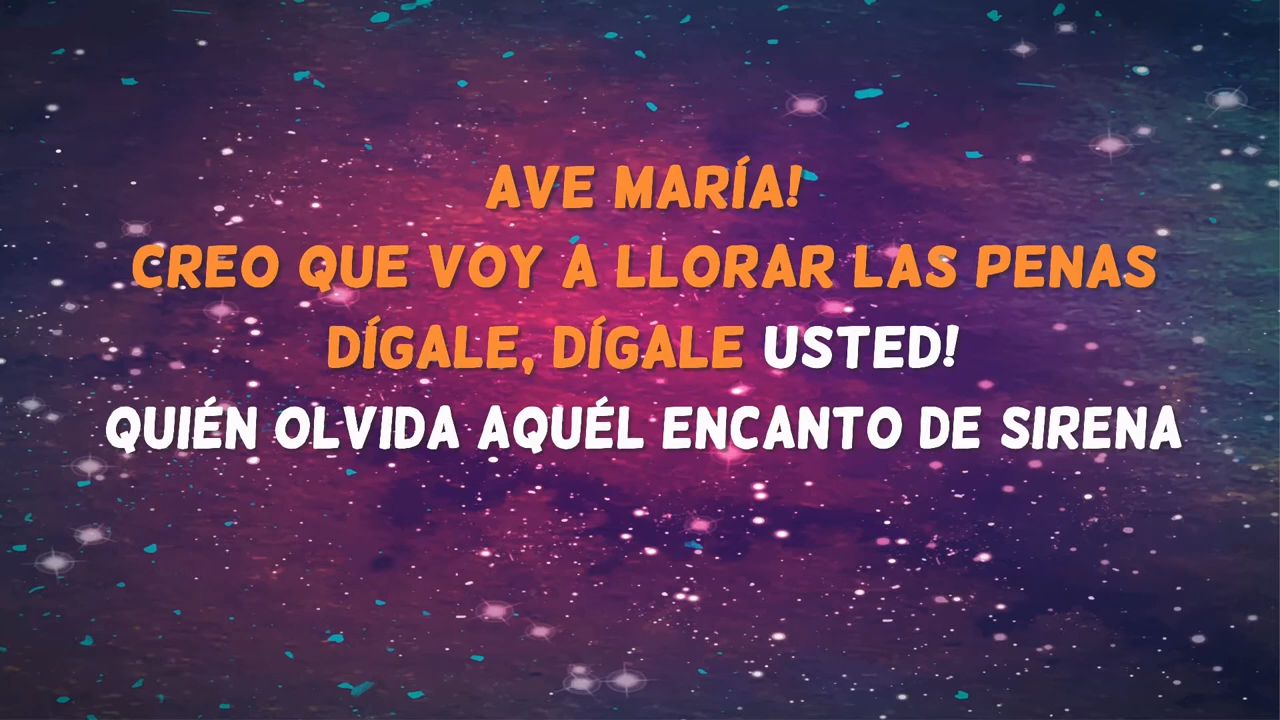 AVE MARÍA!
CREO QUE VOY A LLORAR LAS PENAS
DÍGALE, DÍGALE USTED!
QUIÉN OLVIDA AQUÉL ENCANTO DE SIRENA